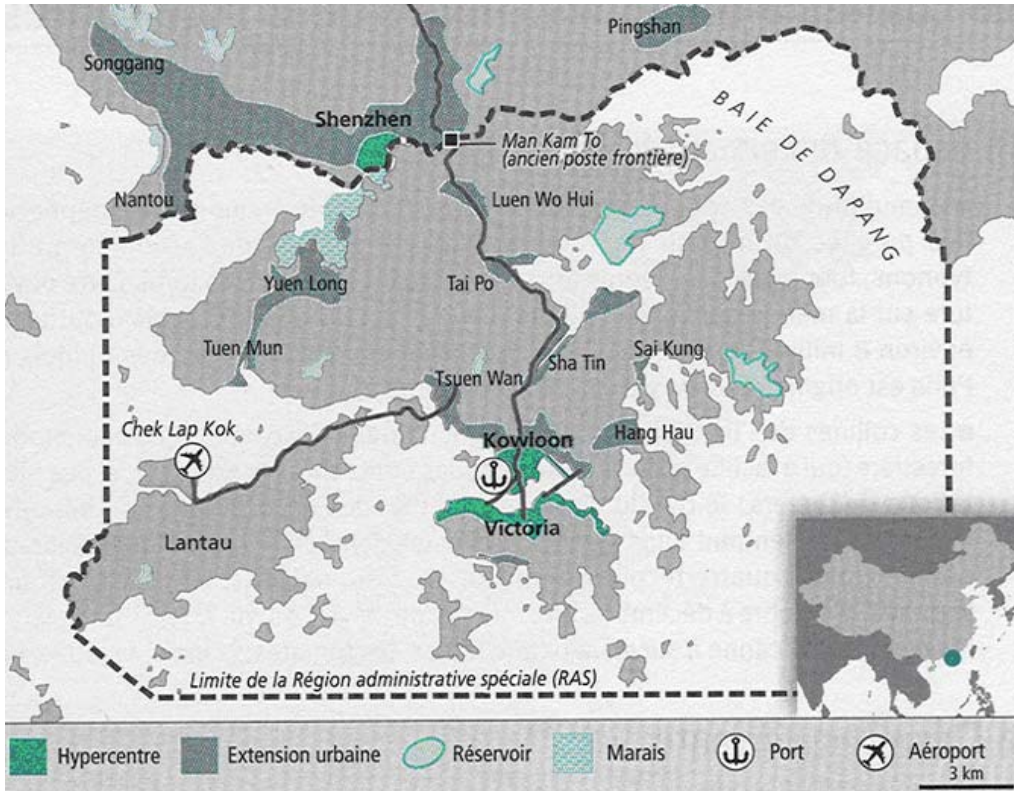 Pingshan
Songgang
Shenzhen
BAIE DE DAPANG
Man Kam To
(ancien poste frontière)
Nantou
Luen Wo Hui
Yuen Long
Tai Po
Tuen Mun
Sha Tin
Sai Kung
Tsuen Wan
Chek Lap Kok
Kowloon
Hang Hau
Victoria
Lantau
Limite de la Région administrative spéciale (RAS)
Hypercentre
Extension urbaine
Réservoir
Marais
Port
Aéroport
3 km